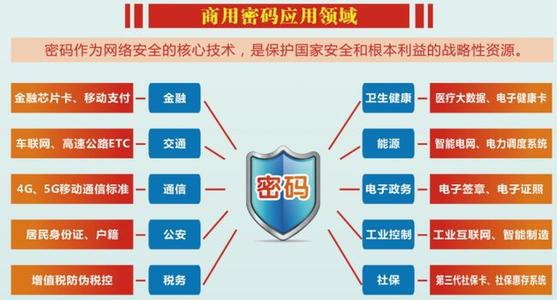 商用密码应用领域
密码作为网络安全的核心技术，是保护国家安全和根本利益的战略性资源。
金融芯片卡、移动支付
金融
卫生健康
医疗大数据、电子健康卡
车联网、高速公路ETC
交通
能源
智能电网、电力调度系统
4G、5G移动通信标准
通信
密码
电子政务
电子签章、电子证照
居民身份证、户籍
公安
工业控制
工业互联网、智能制造
增值税防伪税控
税务
社保
第三代社保卡、社保惠存系统